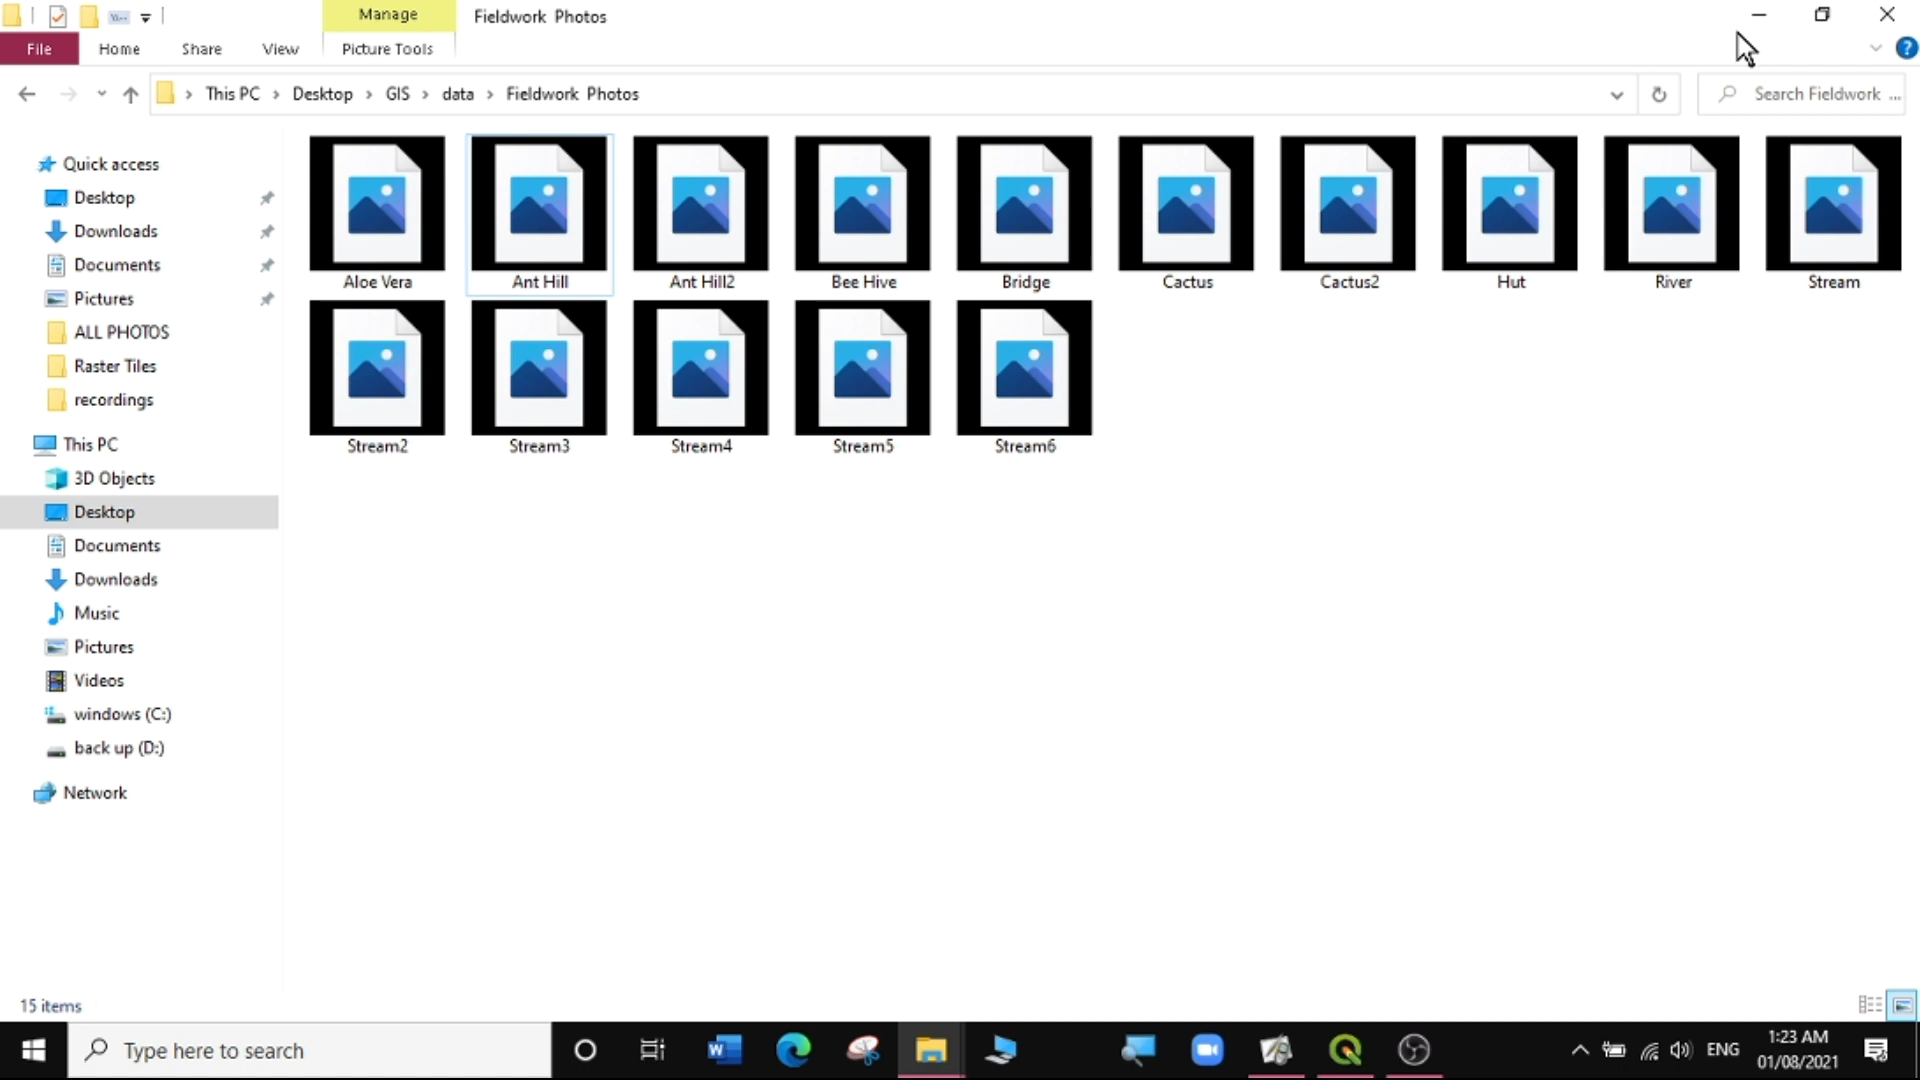 Manage
Fieldwork Photos
File Home Share View Picture Tools
This PC > Desktop > GIS > data > Fieldwork Photos
Search Fieldwork ...
Quick access
Desktop
Downloads
Documents
Pictures
ALL PHOTOS
Raster Tiles
recordings
This PC
3D Objects
Desktop
Documents
Downloads
Music
Pictures
Videos
windows (C:)
back up (D:)
Network
Aloe Vera Ant Hill Ant Hill2 Bee Hive Bridge Cactus Cactus2 Hut River Stream
Stream2 Stream3 Stream4 Stream5 Stream6
15 items
Type here to search
ENG
1:23 AM
01/08/2021